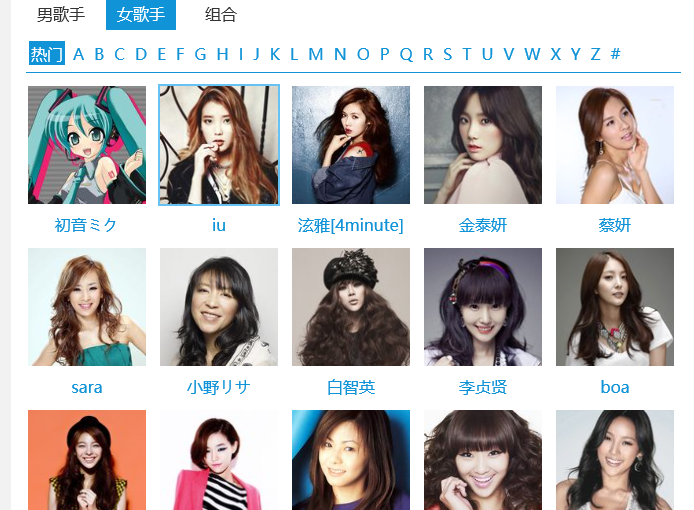 男歌手 女歌手 组合
热门 A B C D E F G H I J K L M N O P Q R S T U V W X Y Z #
初音ミク iu 泫雅[4minute] 金泰妍 蔡妍
sara 小野リサ 白智英 李贞贤 boa